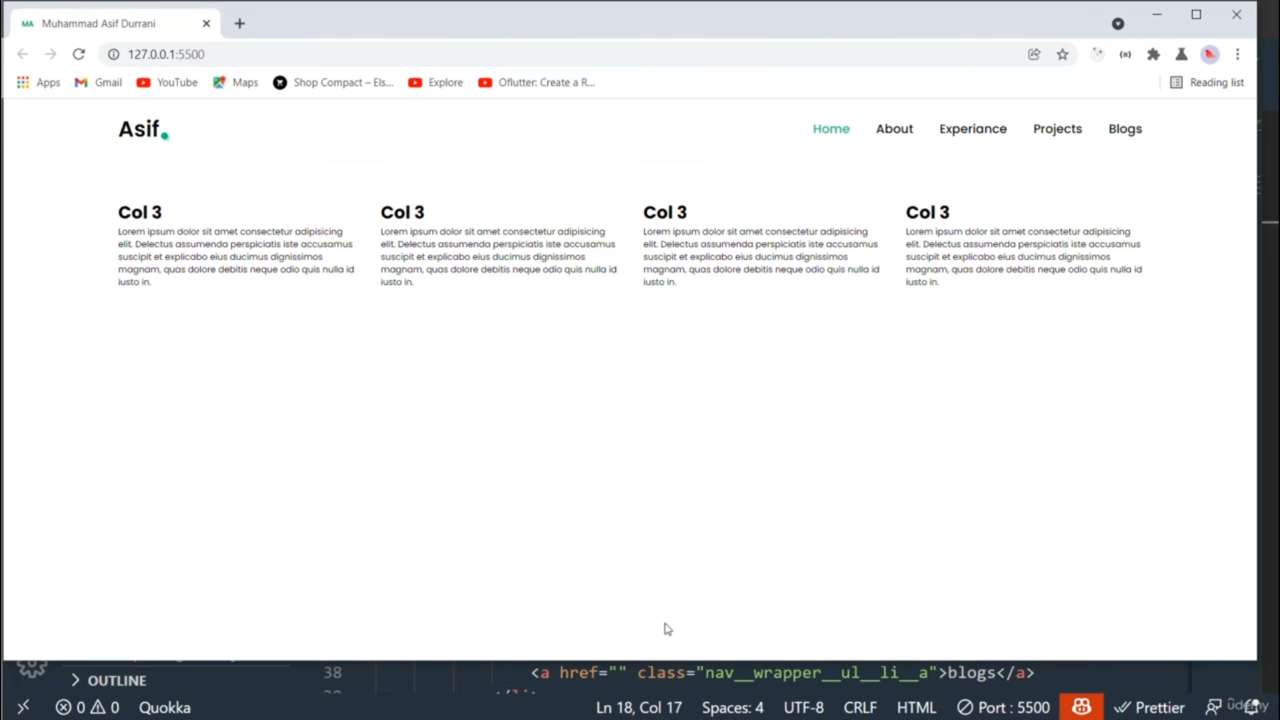 MA Muhammad Asif Durrani
127.0.0.1:5500
Apps Gmail YouTube Maps Shop Compact – Els... Explore Oflutter: Create a R... Reading list
Asif.
Home About Experiance Projects Blogs
Col 3 Col 3 Col 3 Col 3
Lorem ipsum dolor sit amet consectetur adipisicing Lorem ipsum dolor sit amet consectetur adipisicing Lorem ipsum dolor sit amet consectetur adipisicing Lorem ipsum dolor sit amet consectetur adipisicing
elit. Delectus assumenda perspiciatis iste accusamus elit. Delectus assumenda perspiciatis iste accusamus elit. Delectus assumenda perspiciatis iste accusamus elit. Delectus assumenda perspiciatis iste accusamus
suscipit et explicabo eius ducimus dignissimos suscipit et explicabo eius ducimus dignissimos suscipit et explicabo eius ducimus dignissimos suscipit et explicabo eius ducimus dignissimos
magnam, quas dolore debitis neque odio quis nulla id magnam, quas dolore debitis neque odio quis nulla id magnam, quas dolore debitis neque odio quis nulla id magnam, quas dolore debitis neque odio quis nulla id
iusto in. iusto in. iusto in. iusto in.
OUTLINE 38 <a href="" class="nav__wrapper__ul__li__a">blogs</a>
0 0 Quokka Ln 18, Col 17 Spaces: 4 UTF-8 CRLF HTML Port : 5500 Prettier
udemy